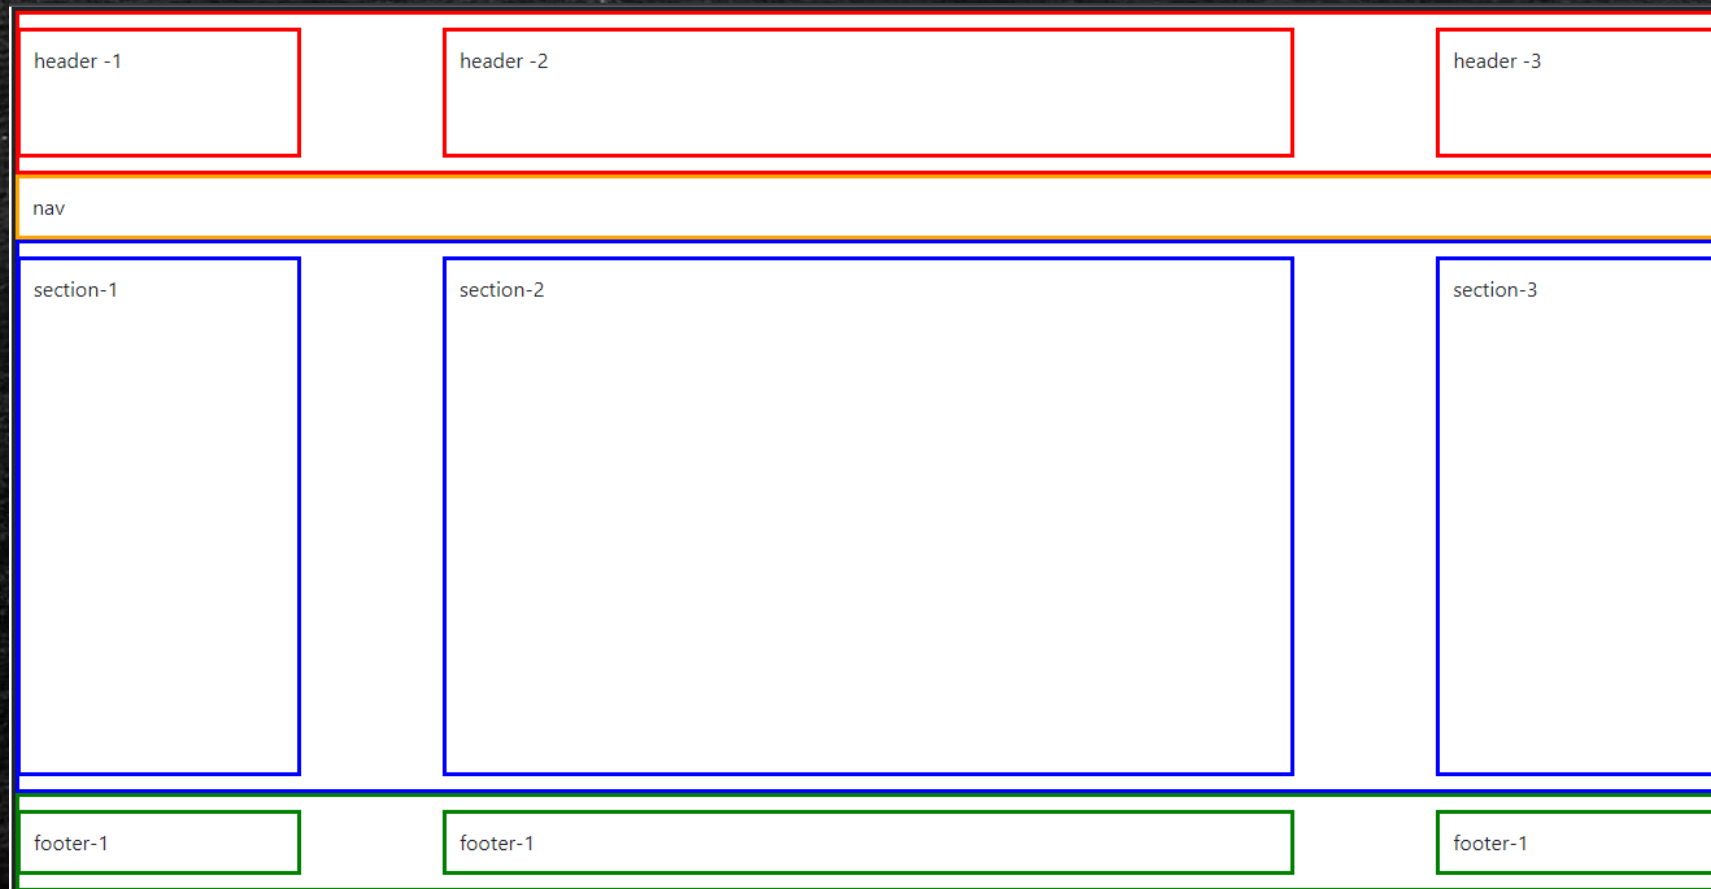 header -1
header -2
header -3
nav
section-1
section-2
section-3
footer-1
footer-1
footer-1